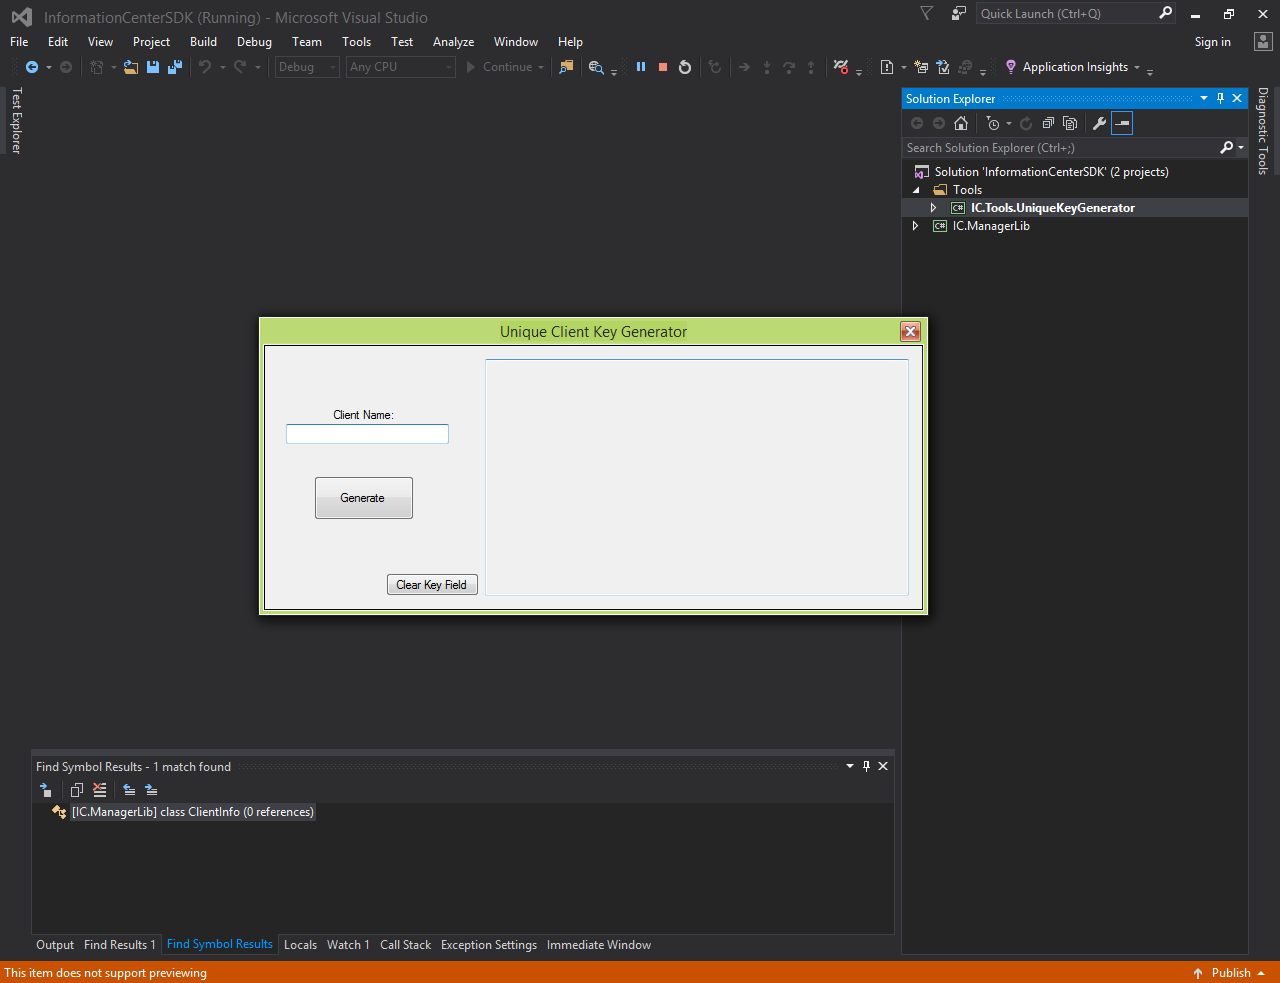 InformationCenterSDK (Running) - Microsoft Visual Studio
Quick Launch (Ctrl+Q)
File Edit View Project Build Debug Team Tools Test Analyze Window Help
Sign in
Debug Any CPU Continue Application Insights
Test Explorer
Solution Explorer
Search Solution Explorer (Ctrl+;)
Solution 'InformationCenterSDK' (2 projects)
Tools
C# IC.Tools.UniqueKeyGenerator
C# IC.ManagerLib
Diagnostic Tools
Unique Client Key Generator
Client Name:
Generate
Clear Key Field
Find Symbol Results - 1 match found
[IC.ManagerLib] class ClientInfo (0 references)
Output Find Results 1 Find Symbol Results Locals Watch 1 Call Stack Exception Settings Immediate Window
This item does not support previewing
Publish